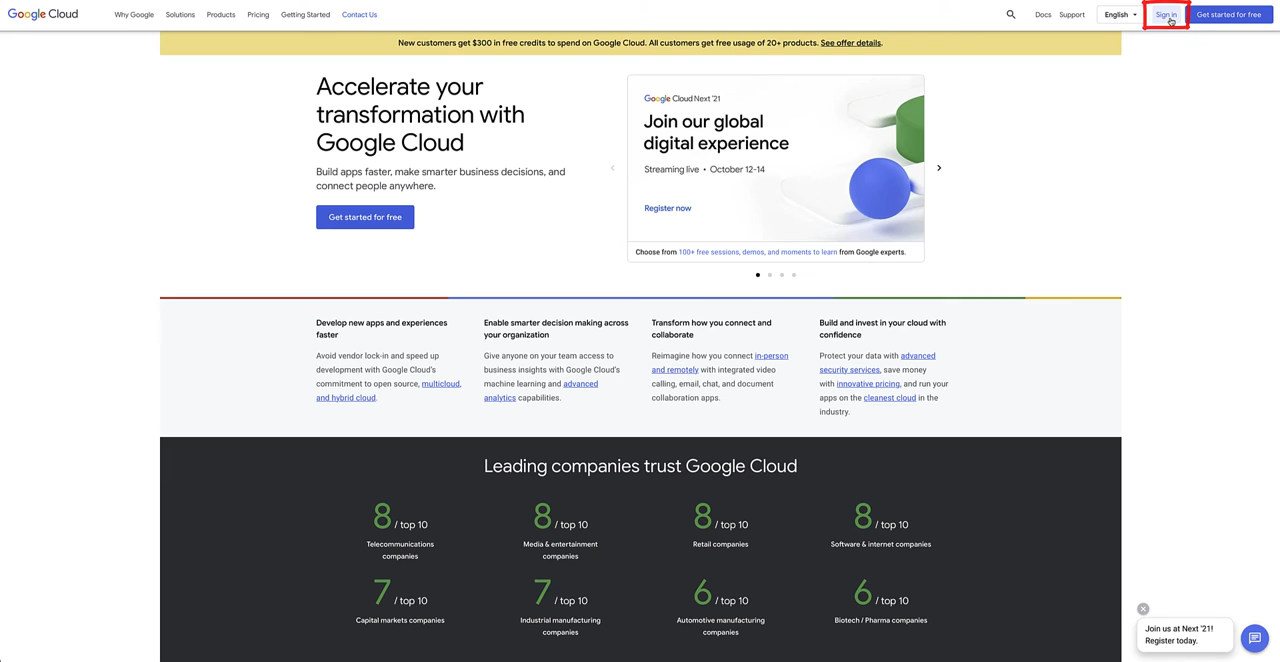 Google Cloud
Why Google
Solutions
Products
Pricing
Getting Started
Contact Us
Docs
Support
English
Sign in
Get started for free
New customers get $300 in free credits to spend on Google Cloud. All customers get free usage of 20+ products. See offer details.
Accelerate your
transformation with
Google Cloud
Build apps faster, make smarter business decisions, and
connect people anywhere.
Get started for free
Google Cloud Next '21
Join our global
digital experience
Streaming live • October 12-14
Register now
Choose from 100+ free sessions, demos, and moments to learn from Google experts.
Develop new apps and experiences
faster
Avoid vendor lock-in and speed up
development with Google Cloud's
commitment to open source, multicloud,
and hybrid cloud.
Enable smarter decision making across
your organization
Give anyone on your team access to
business insights with Google Cloud's
machine learning and advanced
analytics capabilities.
Transform how you connect and
collaborate
Reimagine how you connect in-person
and remotely with integrated video
calling, email, chat, and document
collaboration apps.
Build and invest in your cloud with
confidence
Protect your data with advanced
security services, save money
with innovative pricing, and run your
apps on the cleanest cloud in the
industry.
Leading companies trust Google Cloud
8 / top 10
Telecommunications
companies
8 / top 10
Media & entertainment
companies
8 / top 10
Retail companies
8 / top 10
Software & internet companies
7 / top 10
Capital markets companies
7 / top 10
Industrial manufacturing
companies
6 / top 10
Automotive manufacturing
companies
6 / top 10
Biotech / Pharma companies
Join us at Next '21!
Register today.